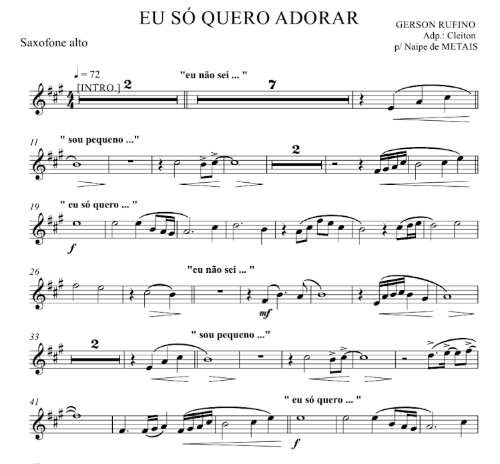 EU SÓ QUERO ADORAR
GERSON RUFINO
Saxofone alto
Adp.: Cleiton
p/ Naipe de METAIS
= 72
"eu não sei ... "
[INTRO.]
2
7
4
4
11
" sou pequeno ..."
2
19
" eu só quero ... "
f
26
"eu não sei ... "
mf
33
2
" sou pequeno ..."
41
" eu só quero ... "
f